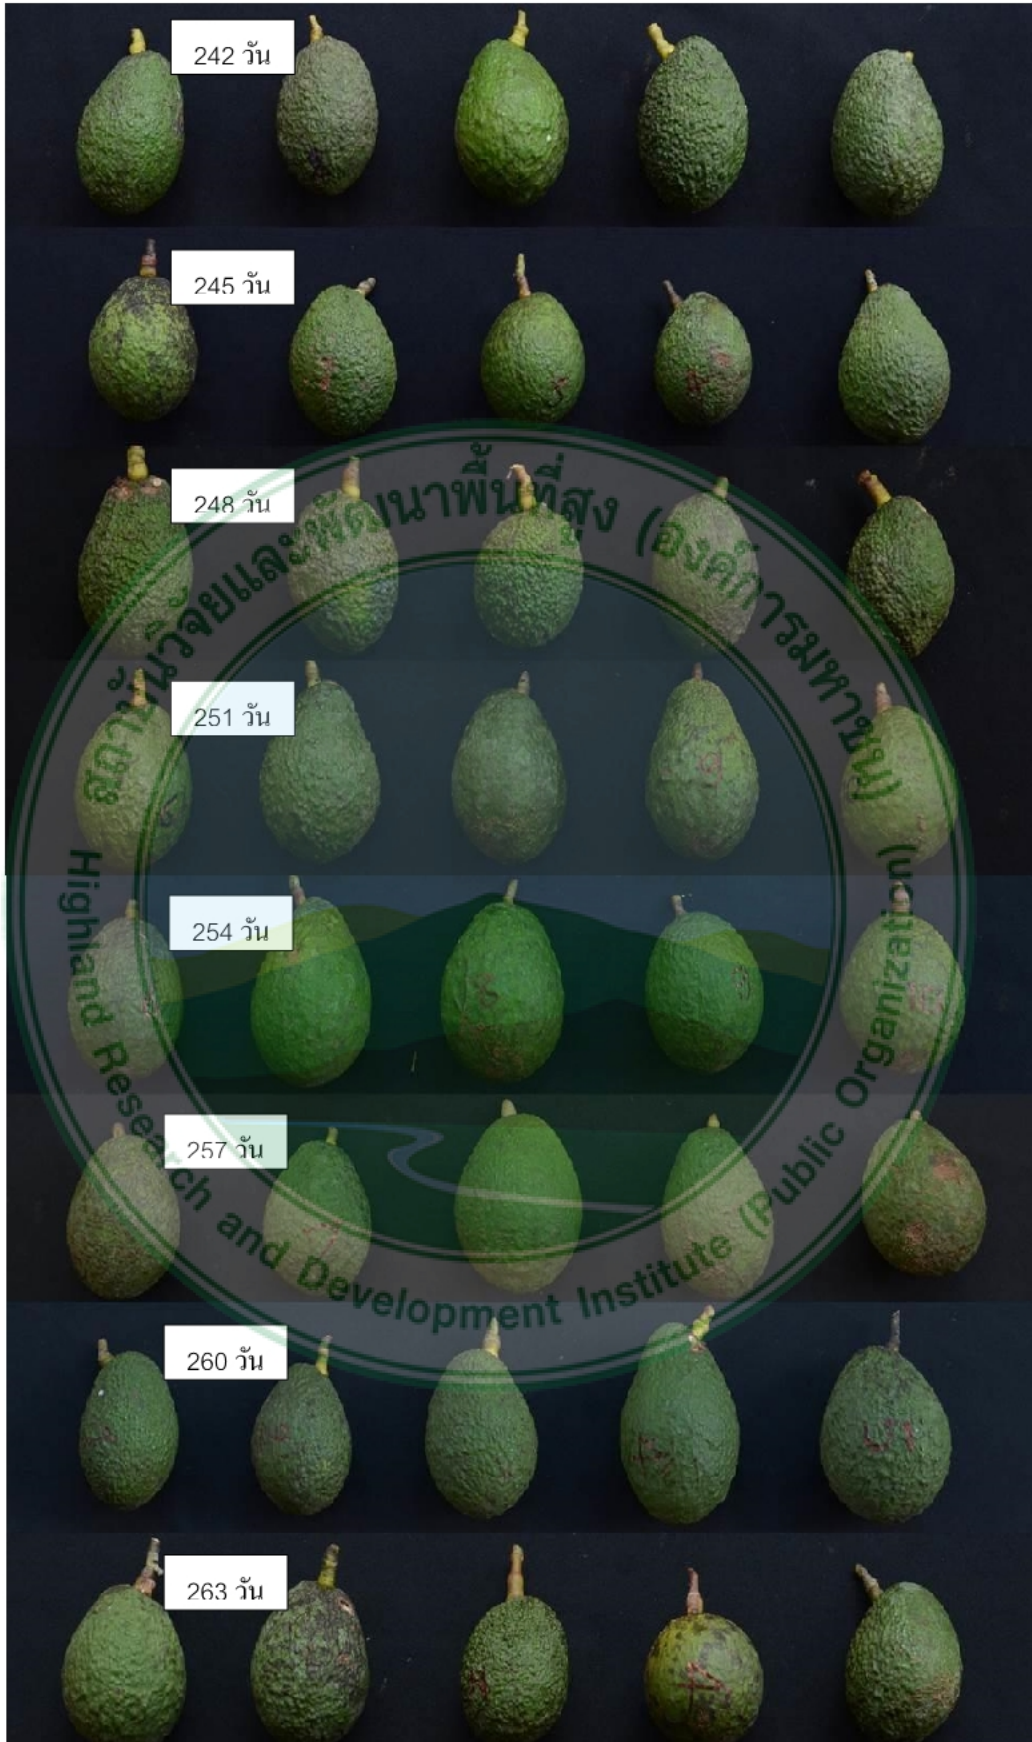 242 วัน
245 วัน
248 วัน
251 วัน
254 วัน
257 วัน
260 วัน
263 วัน
สถาบันวิจัยและพัฒนาพื้นที่สูง (องค์การมหาชน)
Highland Research and Development Institute (Public Organization)